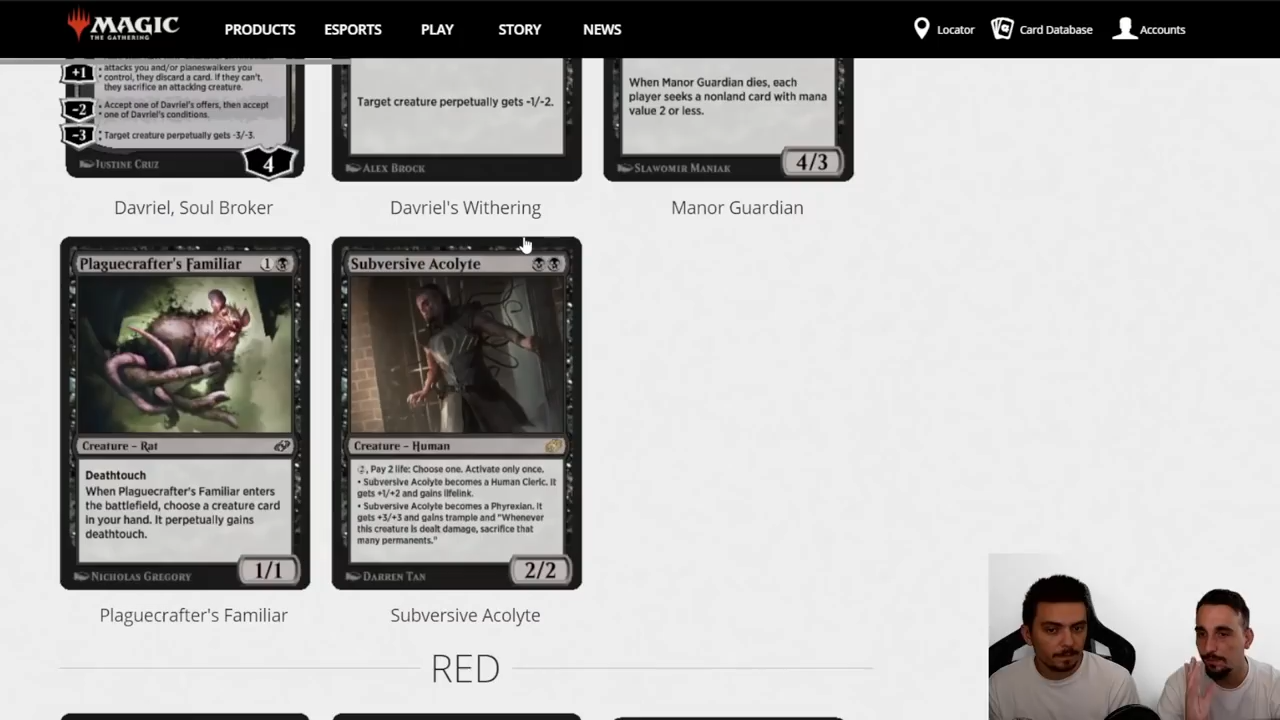 MAGIC
THE GATHERING
PRODUCTS
ESPORTS
PLAY
STORY
NEWS
Locator
Card Database
Accounts
+1
attacks you and/or planeswalkers you
control, they discard a card. If they can't,
they sacrifice an attacking creature.
-2
Accept one of Davriel's offers, then accept
one of Davriel's conditions.
-3
: Target creature perpetually gets -3/-3.
JUSTINE CRUZ
4
Davriel, Soul Broker
Target creature perpetually gets -1/-2.
ALEX BROCK
Davriel's Withering
When Manor Guardian dies, each
player seeks a nonland card with mana
value 2 or less.
SLAWOMIR MANIAK
4/3
Manor Guardian
Plaguecrafter's Familiar 1
Creature – Rat
Deathtouch
When Plaguecrafter's Familiar enters
the battlefield, choose a creature card
in your hand. It perpetually gains
deathtouch.
NICHOLAS GREGORY
1/1
Plaguecrafter's Familiar
Subversive Acolyte
Creature – Human
2, Pay 2 life: Choose one. Activate only once.
• Subversive Acolyte becomes a Human Cleric. It
gets +1/+2 and gains lifelink.
• Subversive Acolyte becomes a Phyrexian. It
gets +3/+3 and gains trample and "Whenever
this creature is dealt damage, sacrifice that
many permanents."
DARREN TAN
2/2
Subversive Acolyte
RED